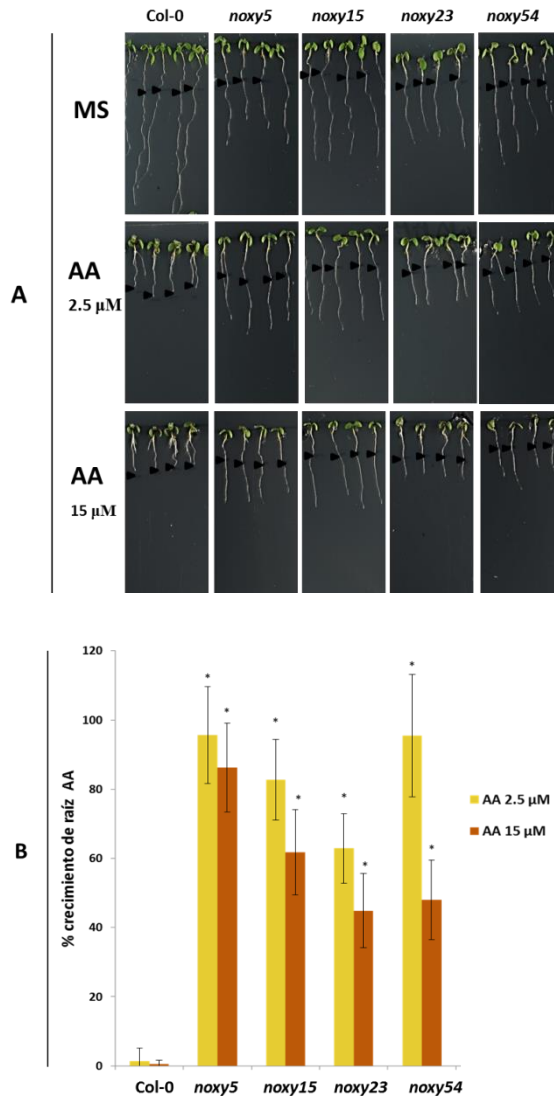 Col-0 noxy5 noxy15 noxy23 noxy54
MS
AA
2.5 µM
A
AA
15 µM
120
100
80
60
40
20
0
% crecimiento de raíz AA
B
* * * * * * * *
AA 2.5 µM
AA 15 µM
Col-0 noxy5 noxy15 noxy23 noxy54